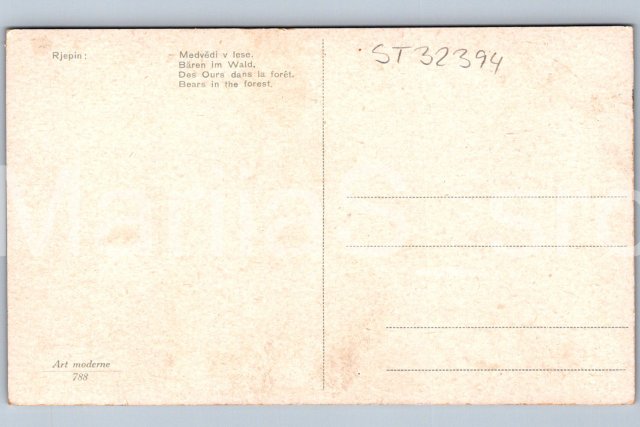 Rjepin: - Medvědi v lese.
Bären im Wald.
Des Ours dans la forêt.
Bears in the forest.
ST32394
Art moderne
788